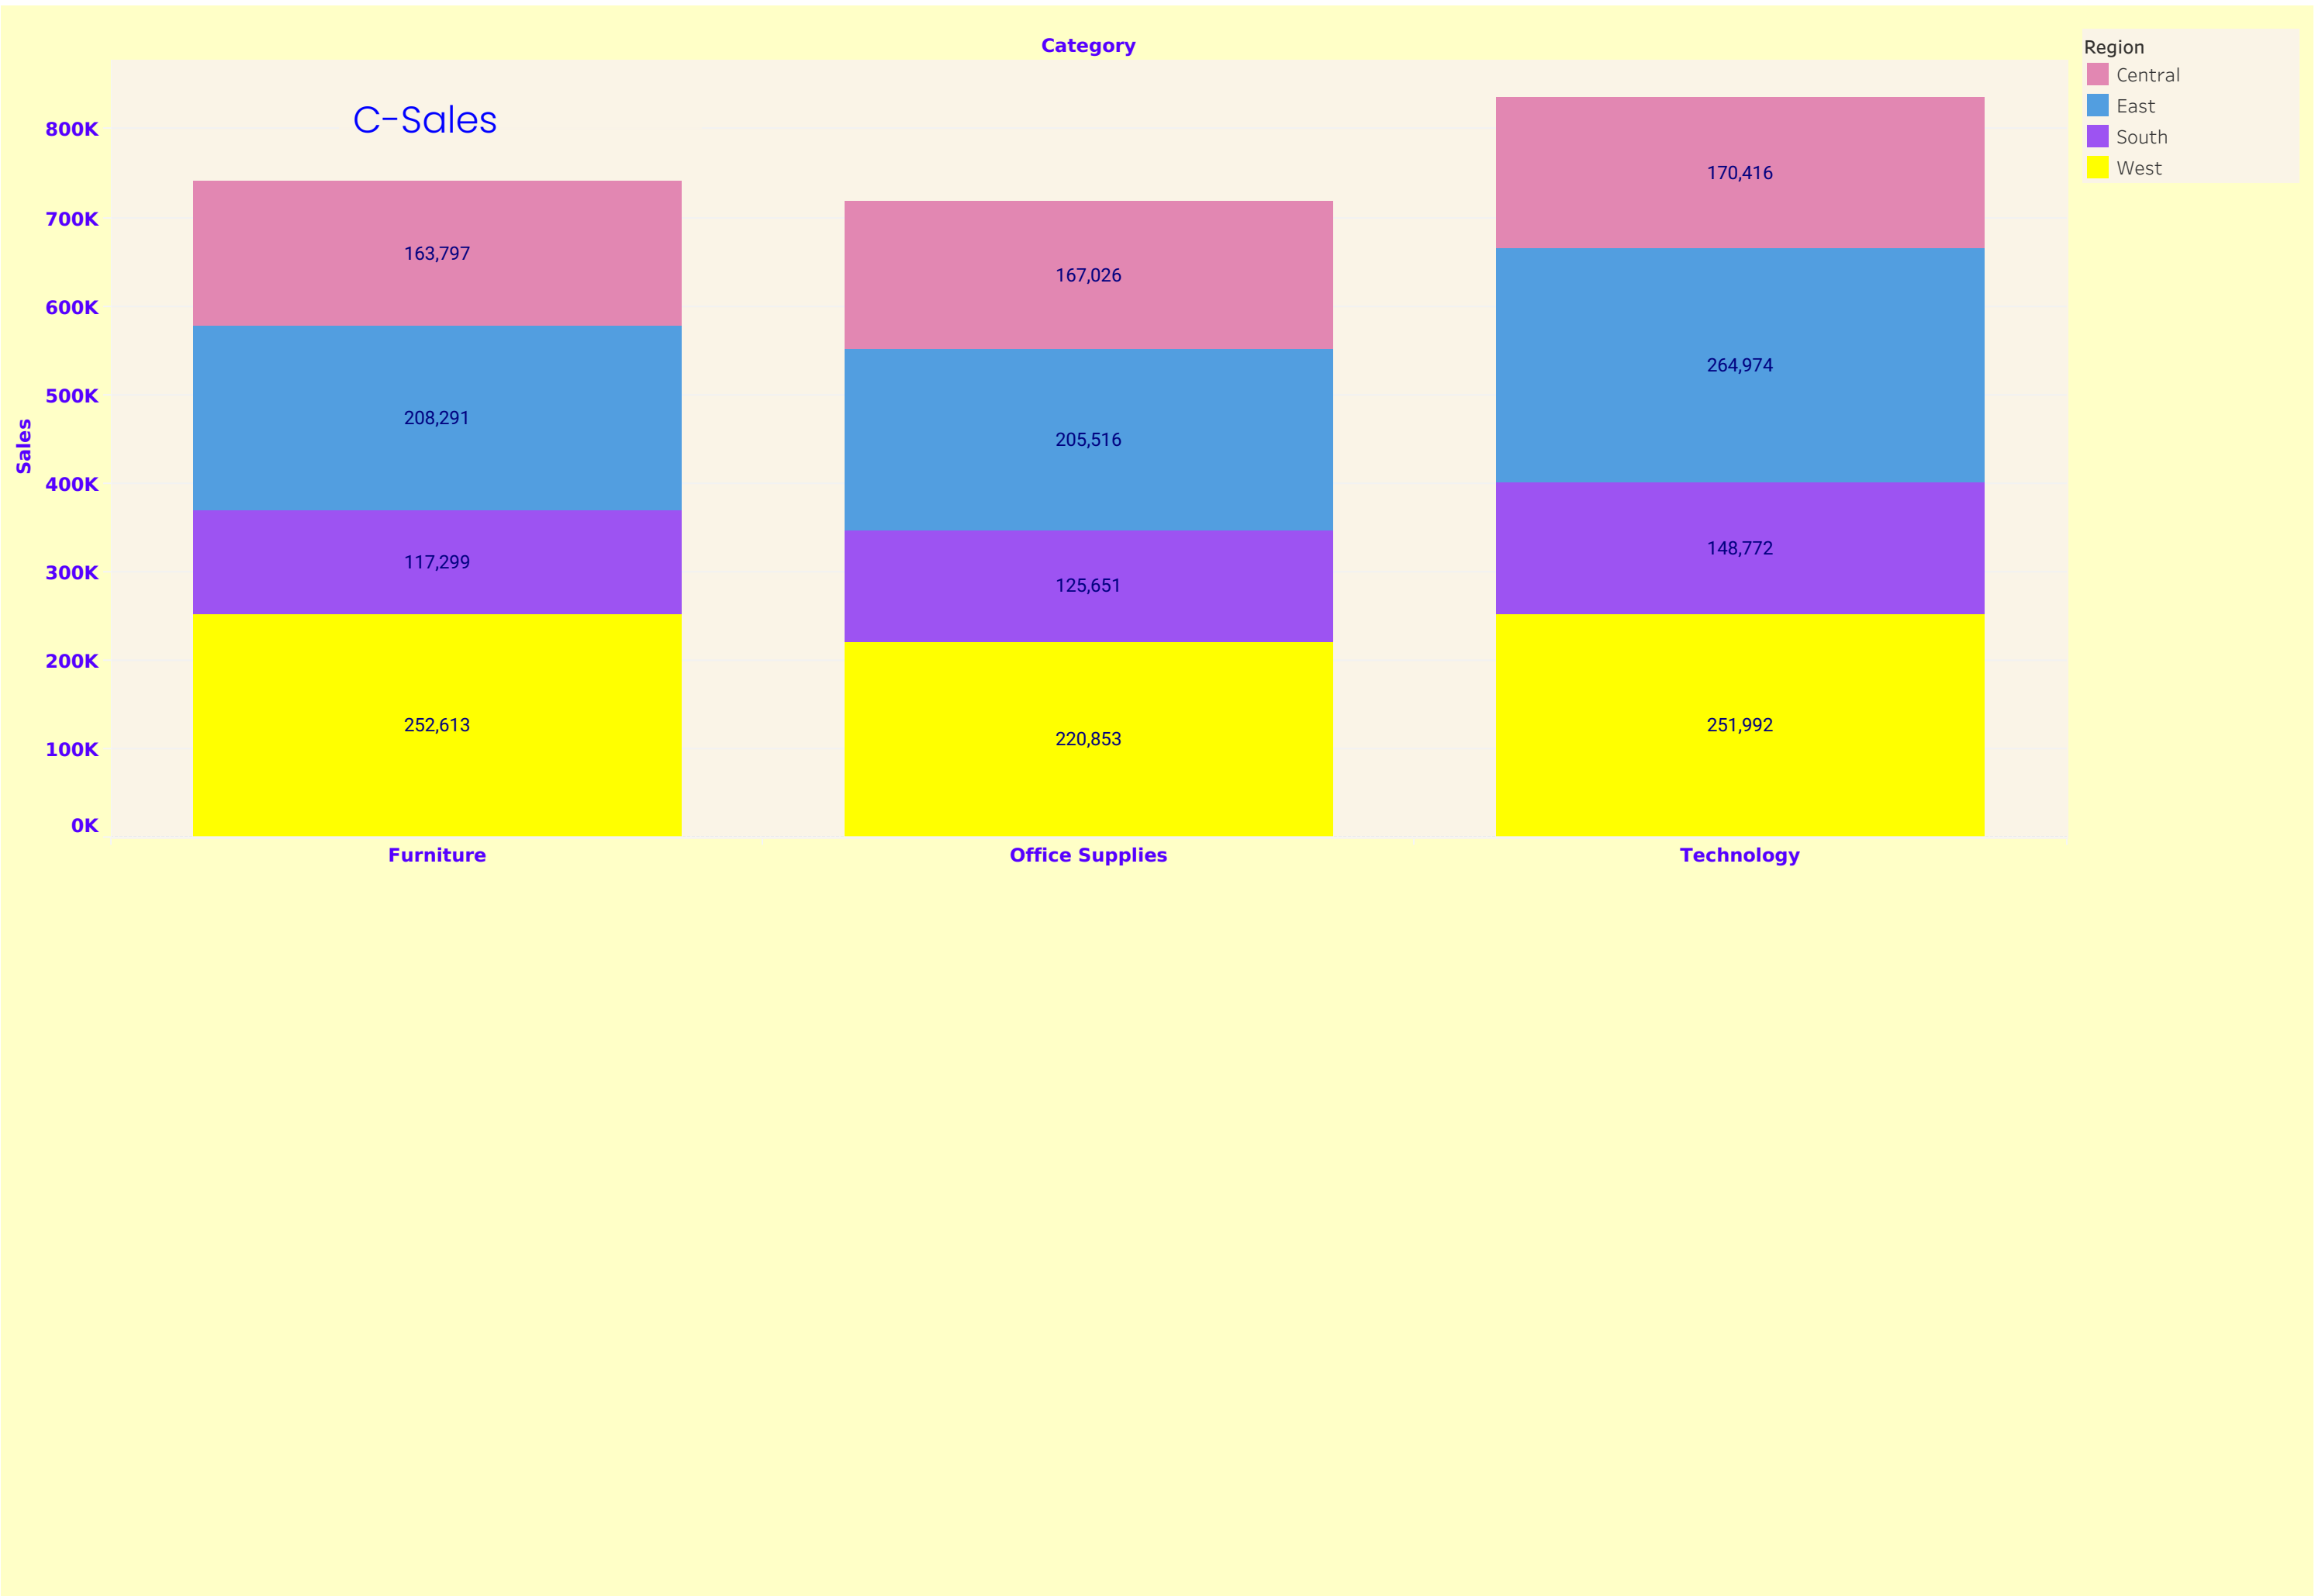 Category
C-Sales
Region
Central
East
South
West
Sales
800K
700K
600K
500K
400K
300K
200K
100K
0K
163,797
208,291
117,299
252,613
167,026
205,516
125,651
220,853
170,416
264,974
148,772
251,992
Furniture
Office Supplies
Technology